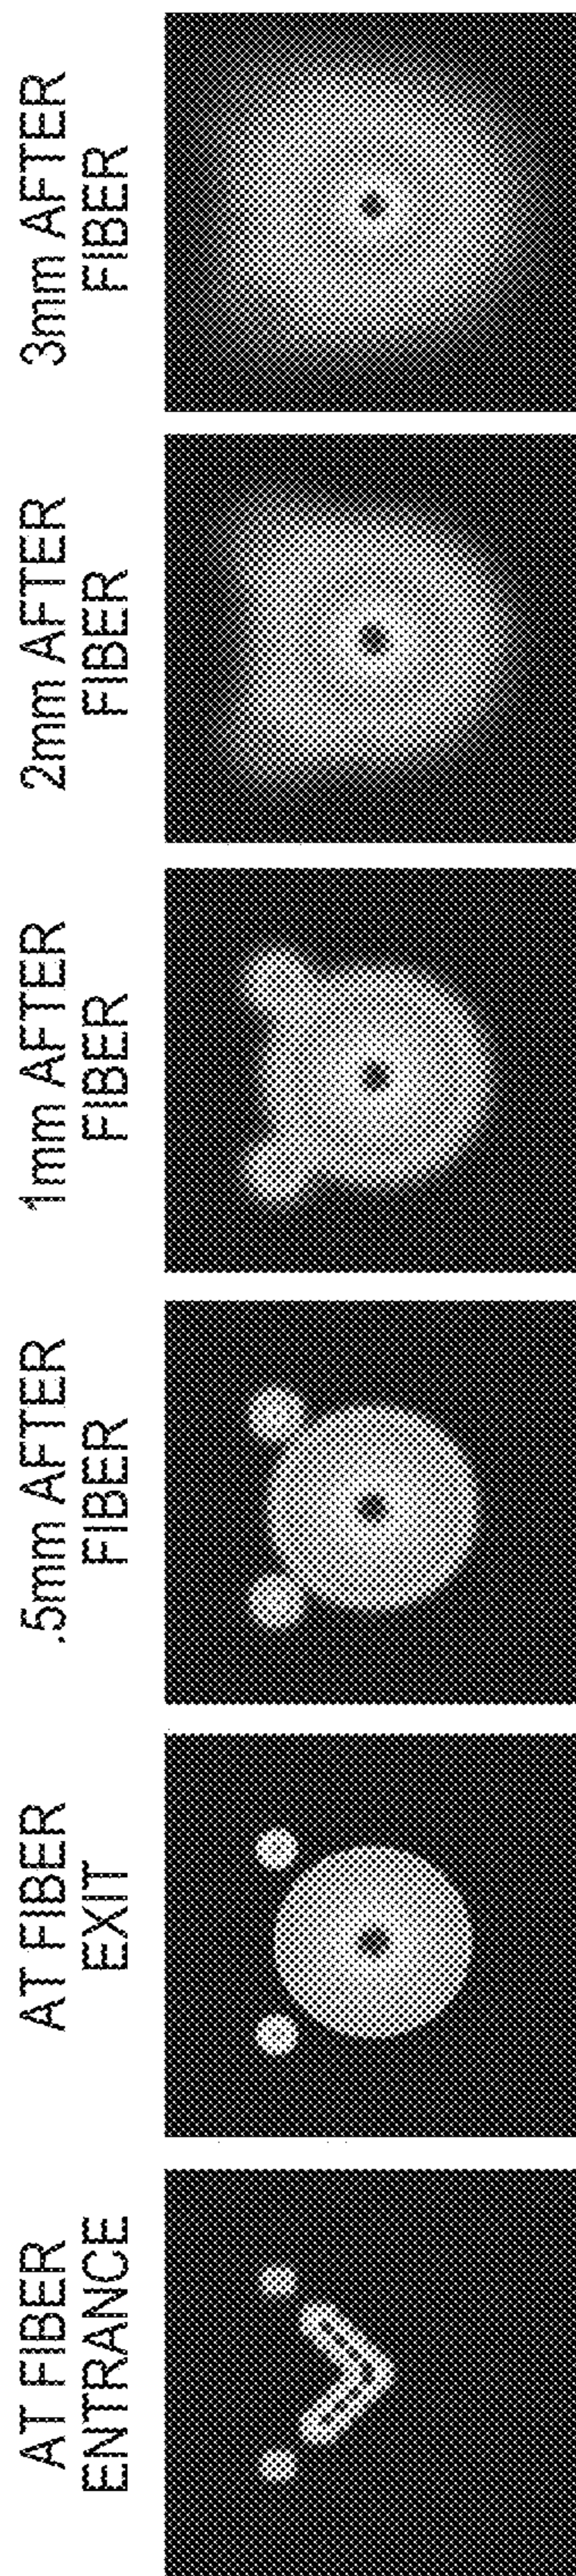 AT FIBER
ENTRANCE
AT FIBER
EXIT
.5mm AFTER
FIBER
1mm AFTER
FIBER
2mm AFTER
FIBER
3mm AFTER
FIBER